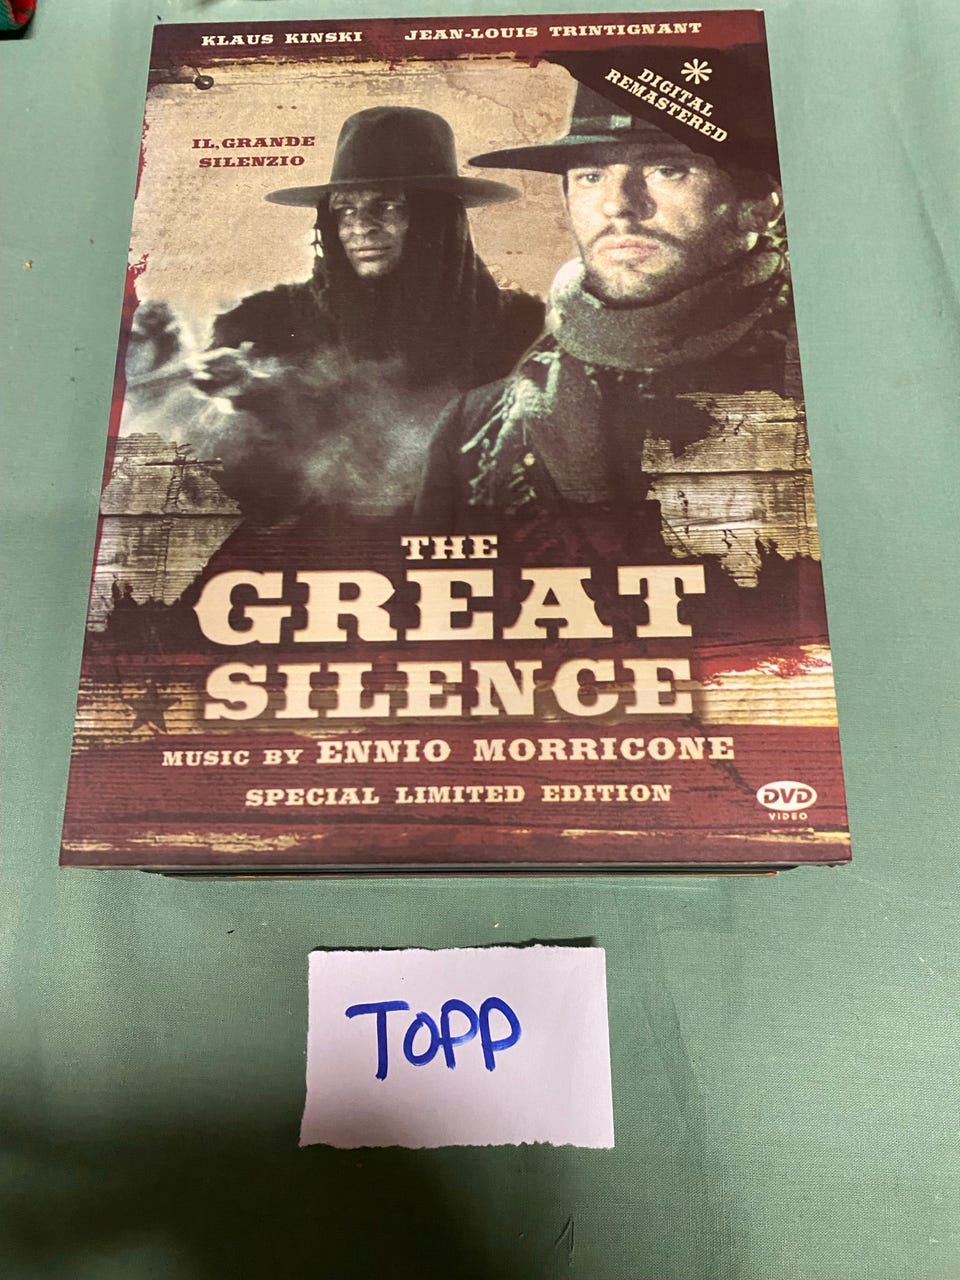 KLAUS KINSKI JEAN-LOUIS TRINTIGNANT
* DIGITAL
REMASTERED
IL GRANDE
SILENZIO
THE
GREAT
SILENCE
MUSIC BY ENNIO MORRICONE
SPECIAL LIMITED EDITION
DVD
VIDEO
TOPP